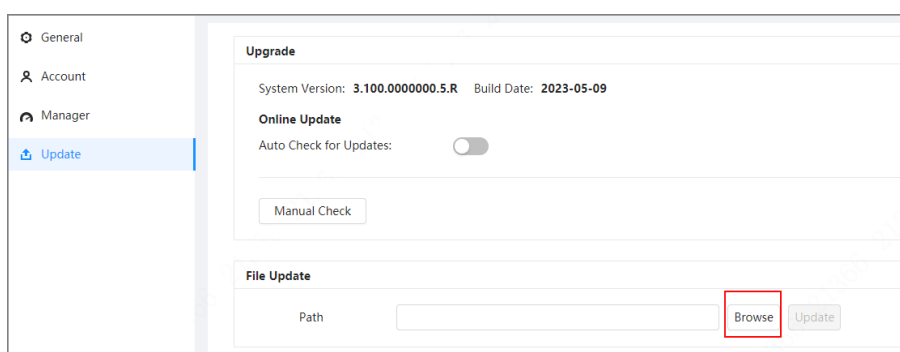 General
Account
Manager
Update
Upgrade
System Version: 3.100.0000000.5.R Build Date: 2023-05-09
Online Update
Auto Check for Updates:
Manual Check
File Update
Path Browse Update